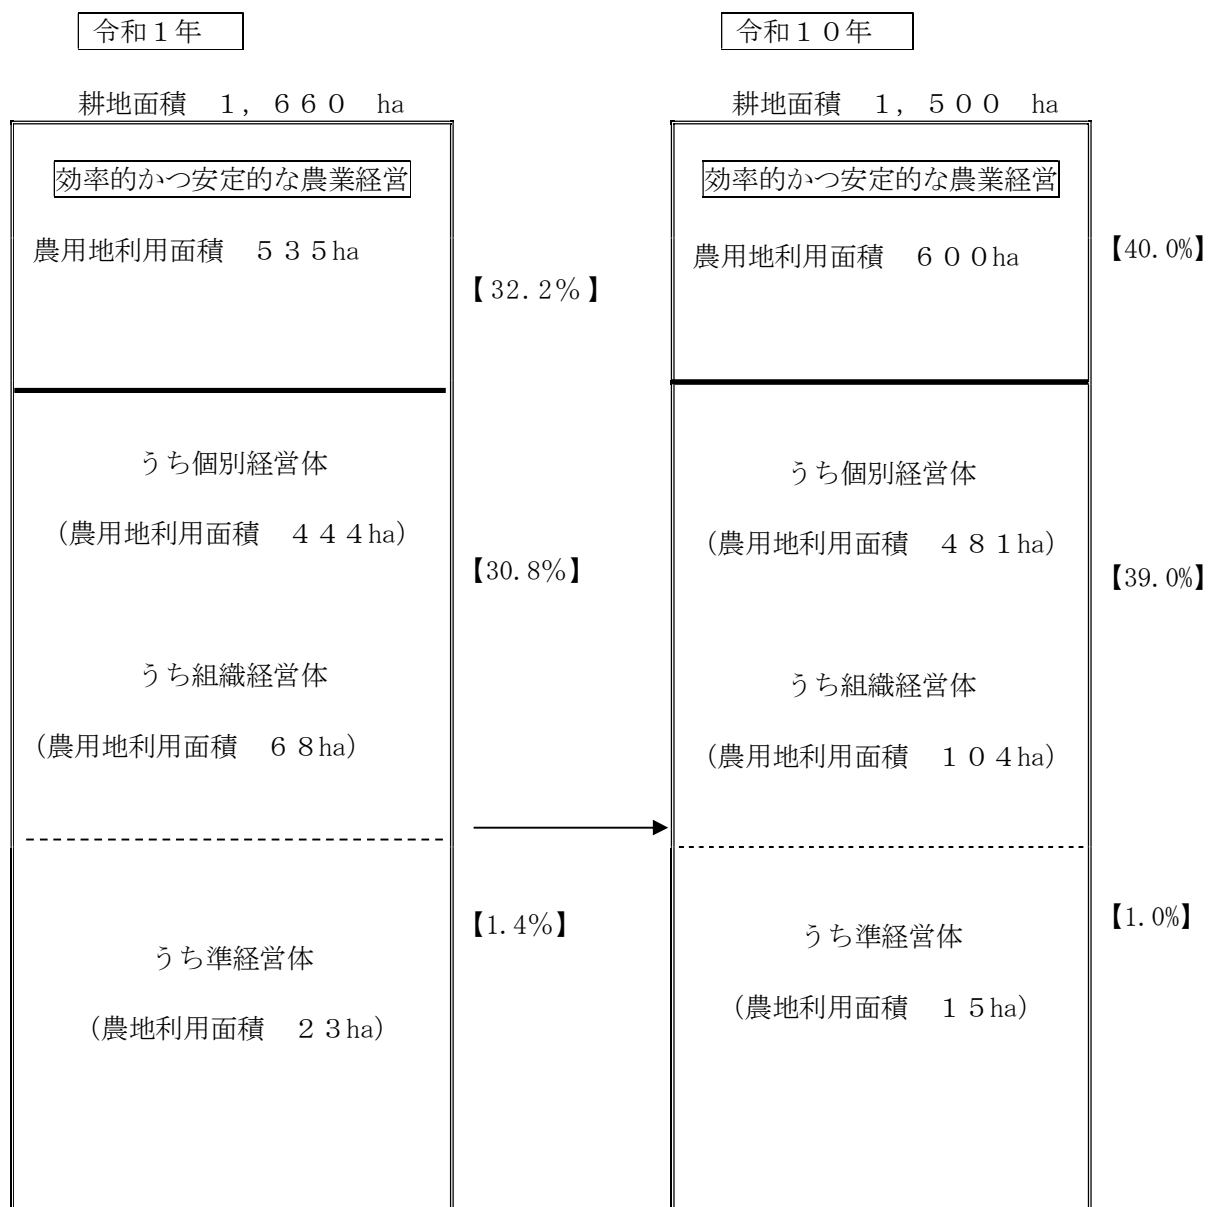 令和１年
耕地面積　１，６６０　ha
効率的かつ安定的な農業経営
農用地利用面積　５３５ha
【32.2％】
うち個別経営体
（農用地利用面積　４４４ha）
【30.8％】
うち組織経営体
（農用地利用面積　６８ha）
【1.4％】
うち準経営体
（農地利用面積　２３ha）
令和１０年
耕地面積　１，５００　ha
効率的かつ安定的な農業経営
農用地利用面積　６００ha
【40.0%】
うち個別経営体
（農用地利用面積　４８１ha）
【39.0%】
うち組織経営体
（農用地利用面積　１０４ha）
【1.0%】
うち準経営体
（農地利用面積　１５ha）